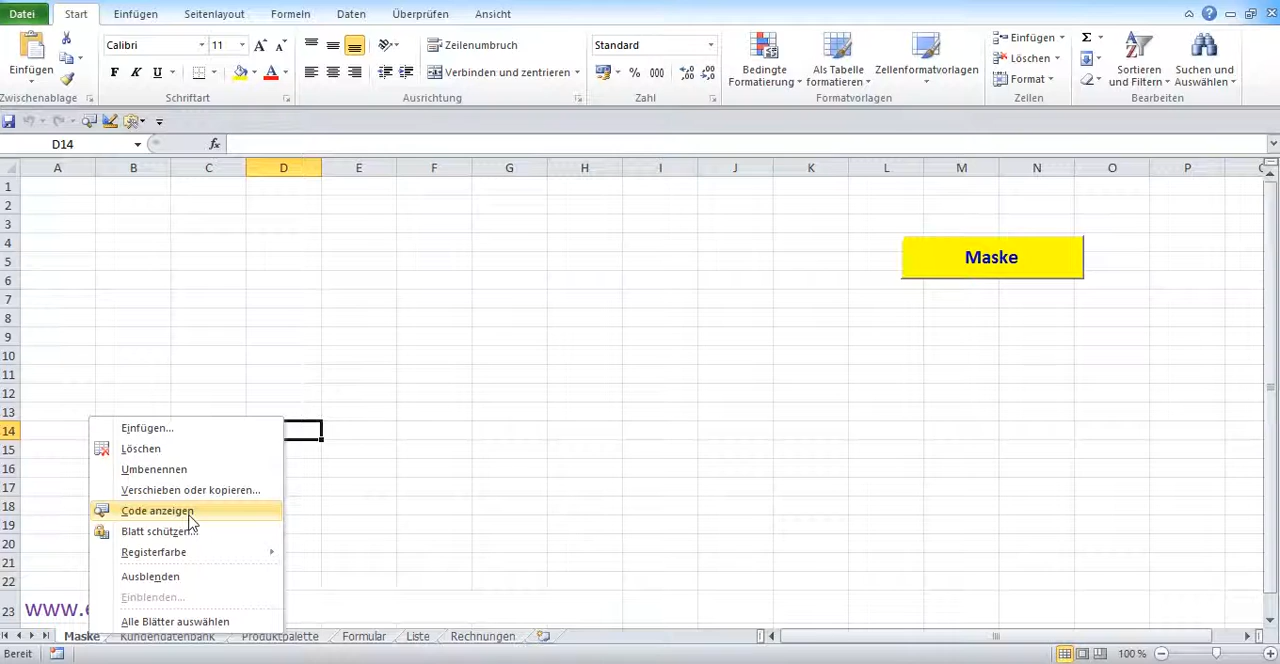 Datei Start Einfügen Seitenlayout Formeln Daten Überprüfen
Calibri 11 Standard Einfügen Σ
Löschen
Verbinden und zentrieren % 000 Bedingte Formatierung Als Tabelle formatieren Zellenformatvorlagen Format Sortieren und Filtern Suchen und Auswählen
F K U
Zwischenablage Schriftart Ausrichtung Zahl Formatvorlagen Zellen Bearbeiten
D14 fx
A B C D E F G H I J K L M N O P
1
2
3
4
5
6
7
8
9
10
11
12
13
14
15
16
17
18
19
20
21
22
23
Maske
Einfügen...
Löschen
Umbenennen
Verschieben oder kopieren...
Code anzeigen
Blatt schützen...
Registerfarbe
Ausblenden
Einblenden...
Alle Blätter auswählen
www.
Maske Kundendatenbank Produktpalette Formular Liste Rechnungen
Bereit 100 %